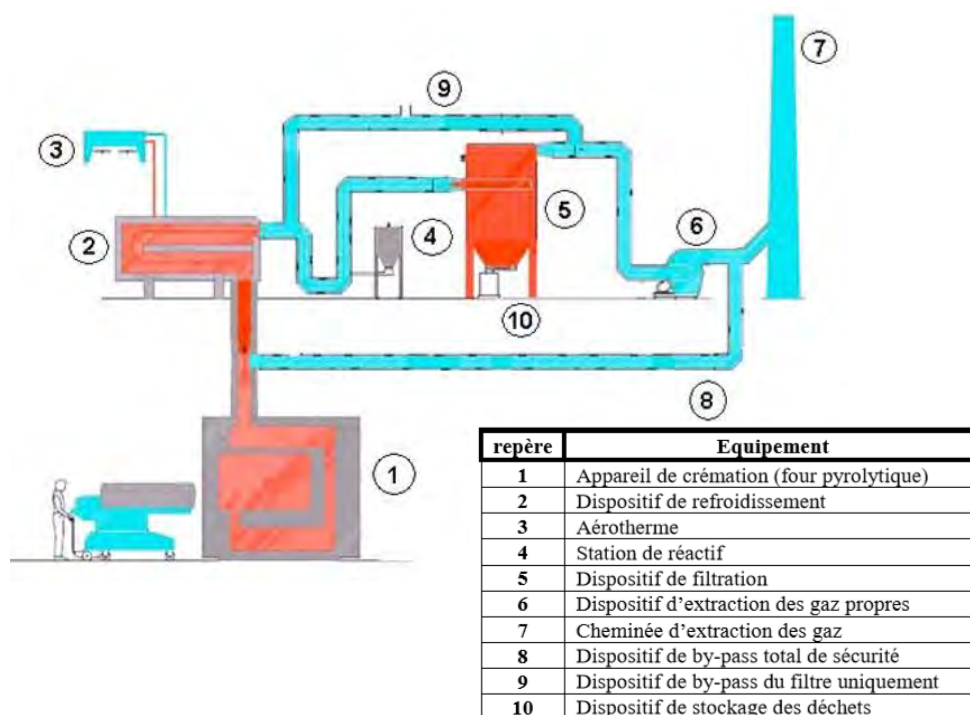 7
9
3
5
4
6
2
10
8
1
repère Equipement
1 Appareil de crémation (four pyrolytique)
2 Dispositif de refroidissement
3 Aérotherme
4 Station de réactif
5 Dispositif de filtration
6 Dispositif d’extraction des gaz propres
7 Cheminée d’extraction des gaz
8 Dispositif de by-pass total de sécurité
9 Dispositif de by-pass du filtre uniquement
10 Dispositif de stockage des déchets